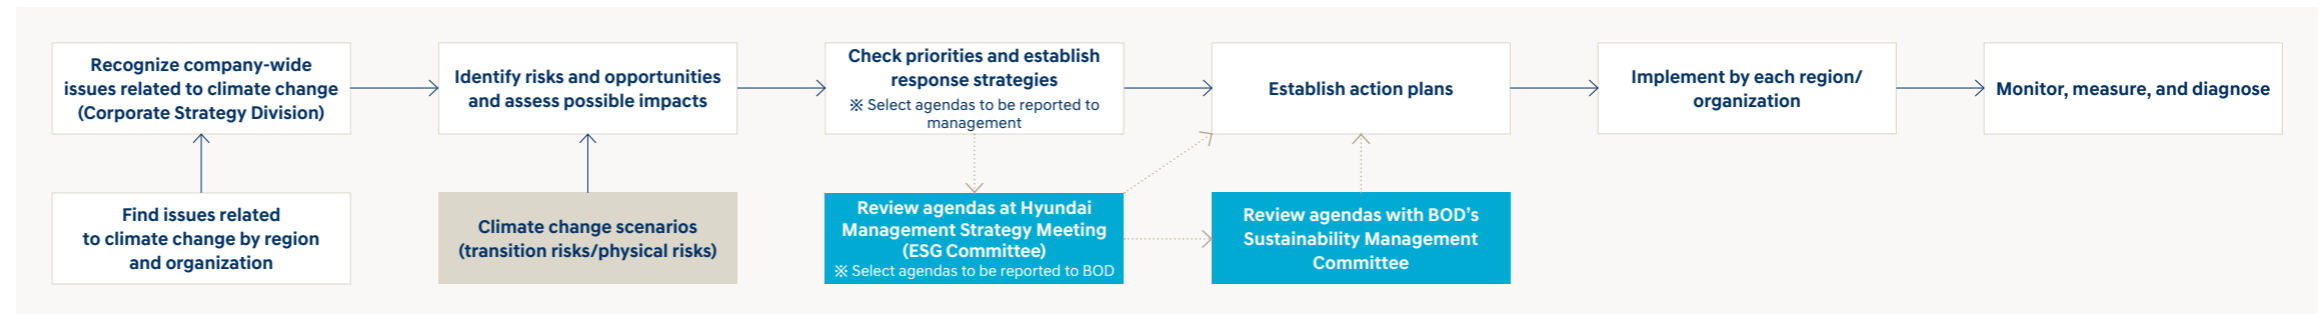 Recognize company-wide
issues related to climate change
(Corporate Strategy Division)
Identify risks and opportunities
and assess possible impacts
Check priorities and establish
response strategies
※ Select agendas to be reported to
management
Establish action plans
Implement by each region/
organization
Monitor, measure, and diagnose
Find issues related
to climate change by region
and organization
Climate change scenarios
(transition risks/physical risks)
Review agendas at Hyundai
Management Strategy Meeting
(ESG Committee)
※ Select agendas to be reported to BOD
Review agendas with BOD’s
Sustainability Management
Committee